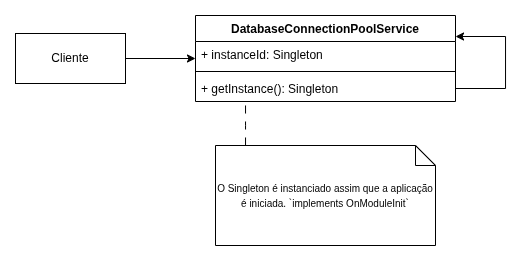 DatabaseConnectionPoolService
Cliente
+ instanceId: Singleton
+ getInstance(): Singleton
O Singleton é instanciado assim que a aplicação
é iniciada. `implements OnModuleInit`